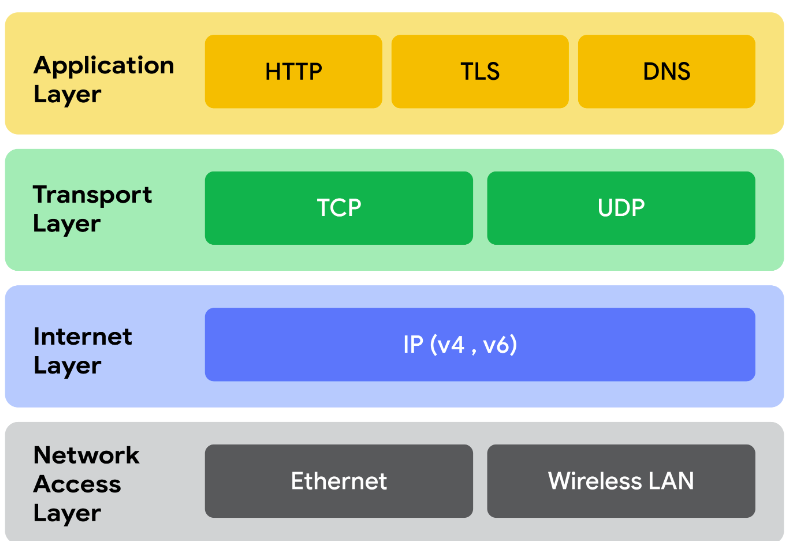 Application
Layer
HTTP
TLS
DNS
Transport
Layer
TCP
UDP
Internet
Layer
IP (v4 , v6)
Network
Access
Layer
Ethernet
Wireless LAN